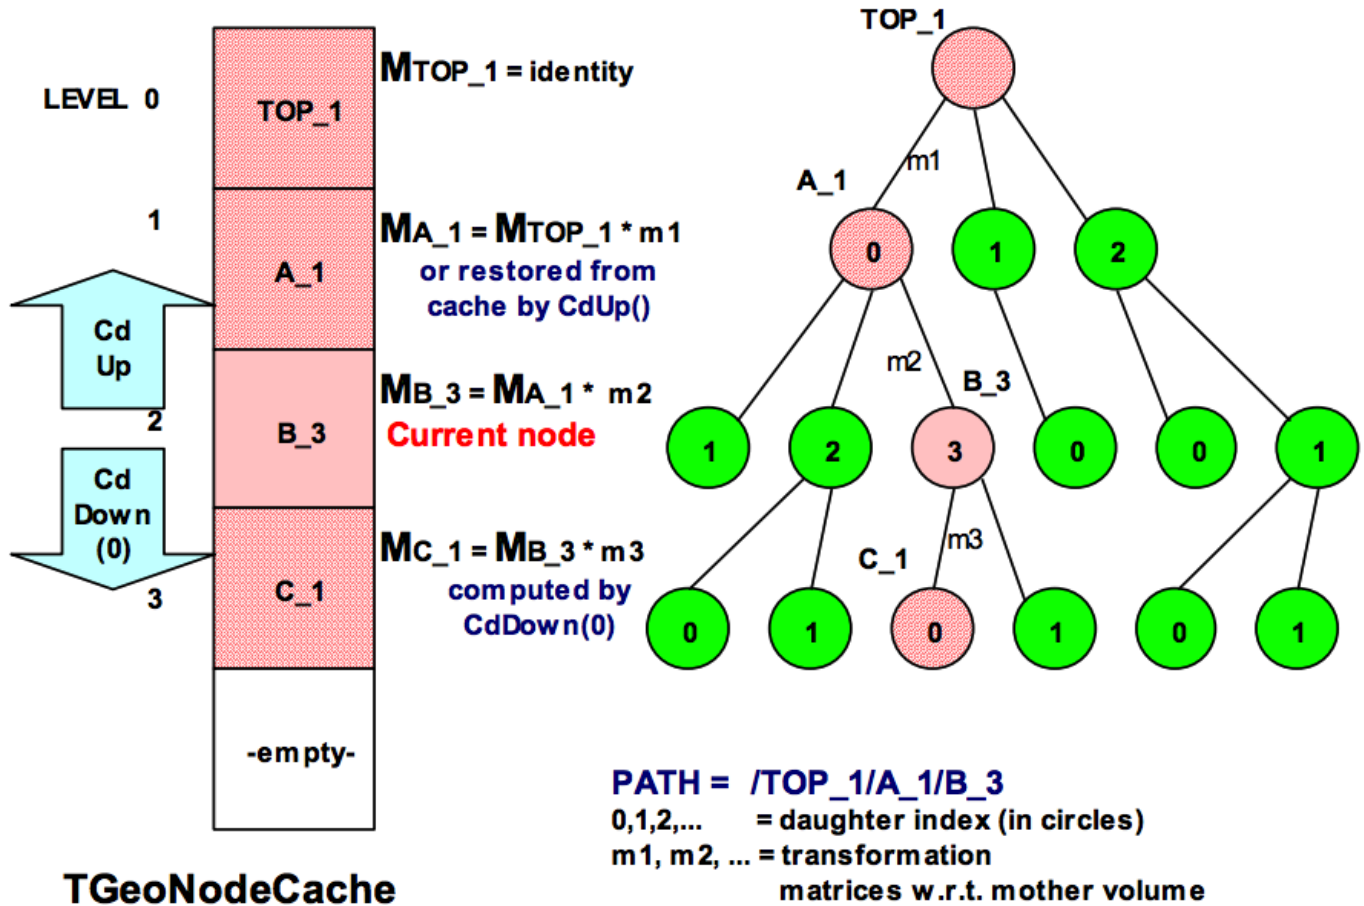 LEVEL 0
TOP_1
MTOP_1 = identity
1
A_1
MA_1 = MTOP_1 * m1
or restored from
cache by CdUp()
Cd
Up
2
B_3
MB_3 = MA_1 * m2
Current node
Cd
Down
(0)
3
C_1
MC_1 = MB_3 * m3
computed by
CdDown(0)
-empty-
TGeoNodeCache
TOP_1
m1
A_1
0
1
2
m2
B_3
1
2
3
0
0
1
C_1
m3
0
1
0
1
0
1
PATH = /TOP_1/A_1/B_3
0,1,2,... = daughter index (in circles)
m1, m2, ... = transformation
matrices w.r.t. mother volume